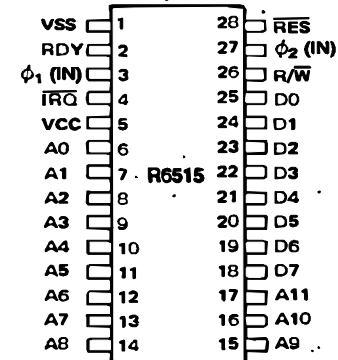 VSS 1 28 R̅E̅S̅
RDY 2 27 ϕ₂ (IN)
ϕ₁ (IN) 3 26 R/W̅
I̅R̅Q̅ 4 25 D0
VCC 5 24 D1
A0 6 23 D2
A1 7 R6515 22 D3
A2 8 21 D4
A3 9 20 D5
A4 10 19 D6
A5 11 18 D7
A6 12 17 A11
A7 13 16 A10
A8 14 15 A9